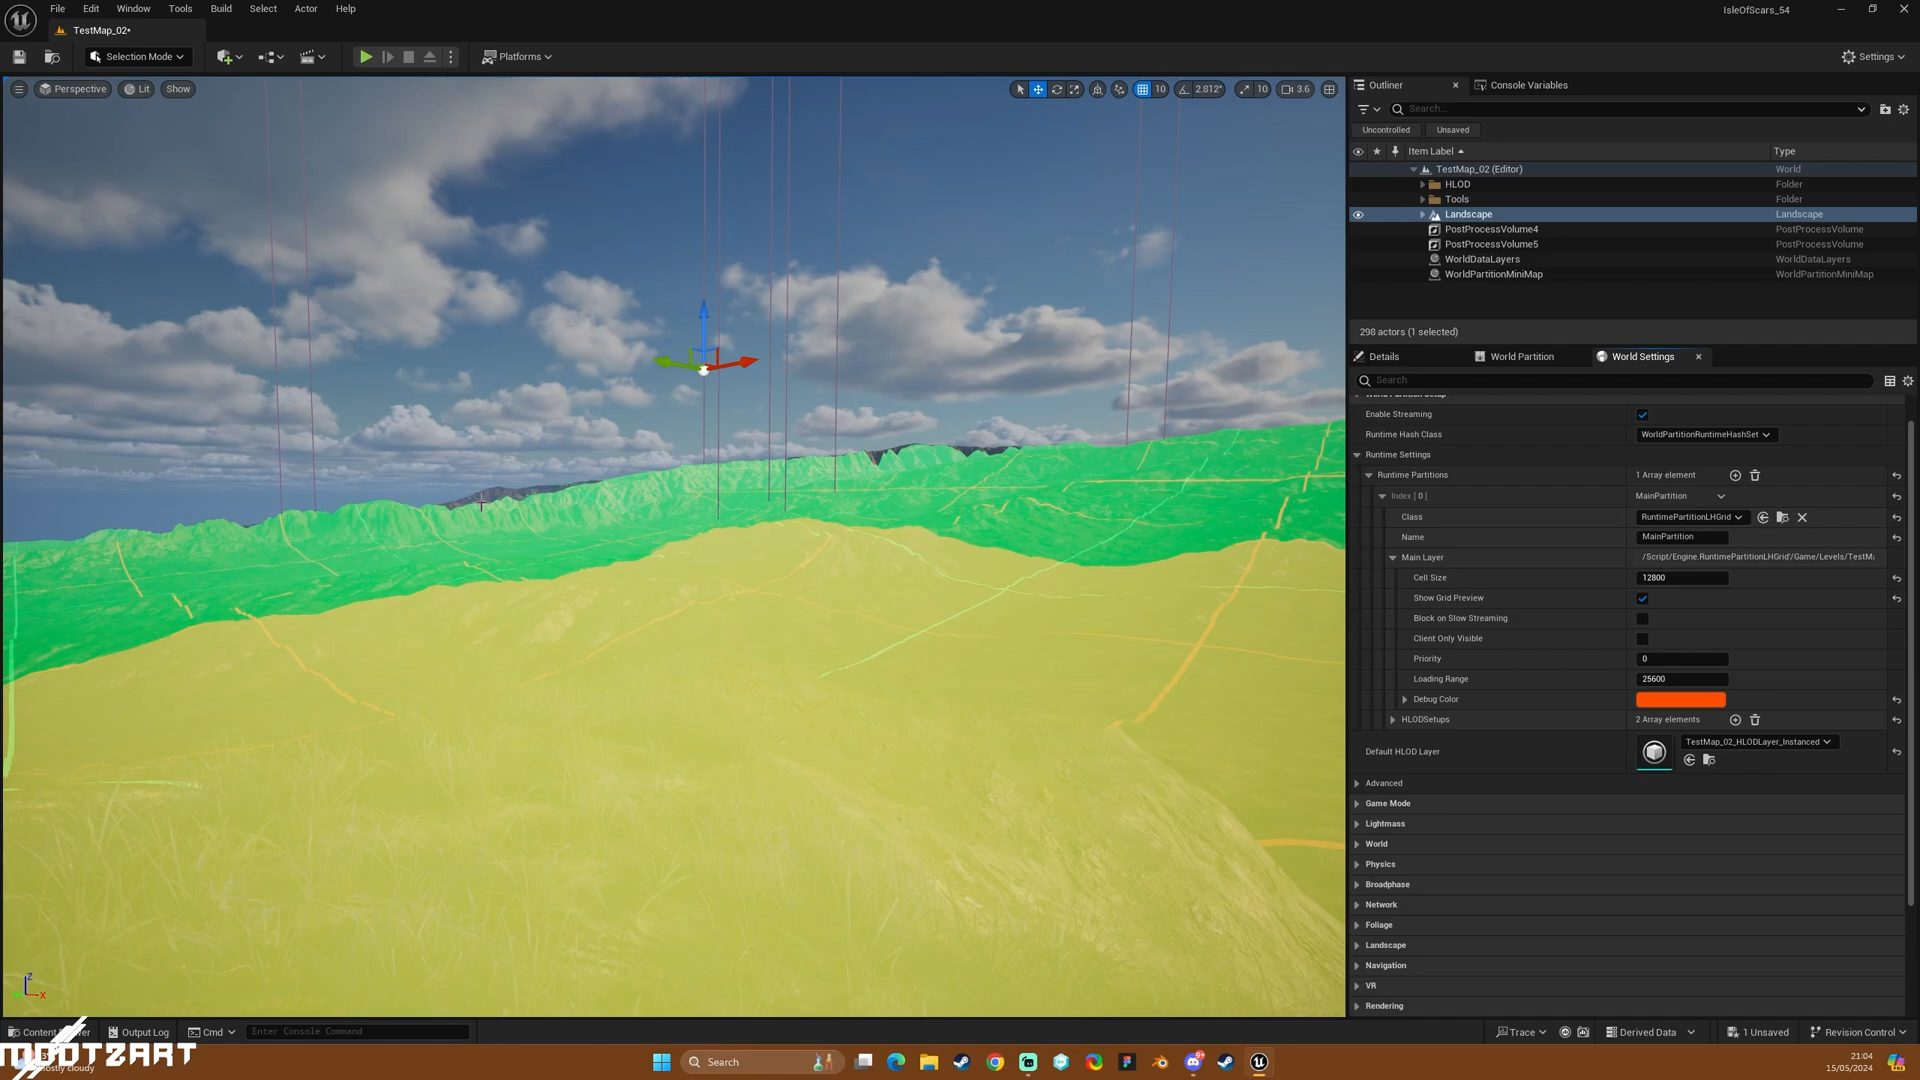 File Edit Window Tools Build Select Actor Help
IsleOfScars_54
TestMap_02*
Selection Mode
Platforms
Settings
Perspective Lit Show
10 2.812° 10 3.6
Outliner
Console Variables
Search...
Uncontrolled Unsaved
Item Label Type
TestMap_02 (Editor) World
HLOD Folder
Tools Folder
Landscape Landscape
PostProcessVolume4 PostProcessVolume
PostProcessVolume5 PostProcessVolume
WorldDataLayers WorldDataLayers
WorldPartitionMiniMap WorldPartitionMiniMap
298 actors (1 selected)
Details World Partition World Settings
Search
World Partition Setup
Enable Streaming
Runtime Hash Class WorldPartitionRuntimeHashSet
Runtime Settings
Runtime Partitions 1 Array element
Index [ 0 ] MainPartition
Class RuntimePartitionLHGrid
Name MainPartition
Main Layer /Script/Engine.RuntimePartitionLHGrid'/Game/Levels/TestM
Cell Size 12800
Show Grid Preview
Block on Slow Streaming
Client Only Visible
Priority 0
Loading Range 25600
Debug Color
HLODSetups 2 Array elements
Default HLOD Layer TestMap_02_HLODLayer_Instanced
Advanced
Game Mode
Lightmass
World
Physics
Broadphase
Network
Foliage
Landscape
Navigation
VR
Rendering
Z
X
Content Output Log Cmd Enter Console Command
Trace Derived Data 1 Unsaved Revision Control
MOOTZART
Mostly cloudy
Search
21:04
15/05/2024